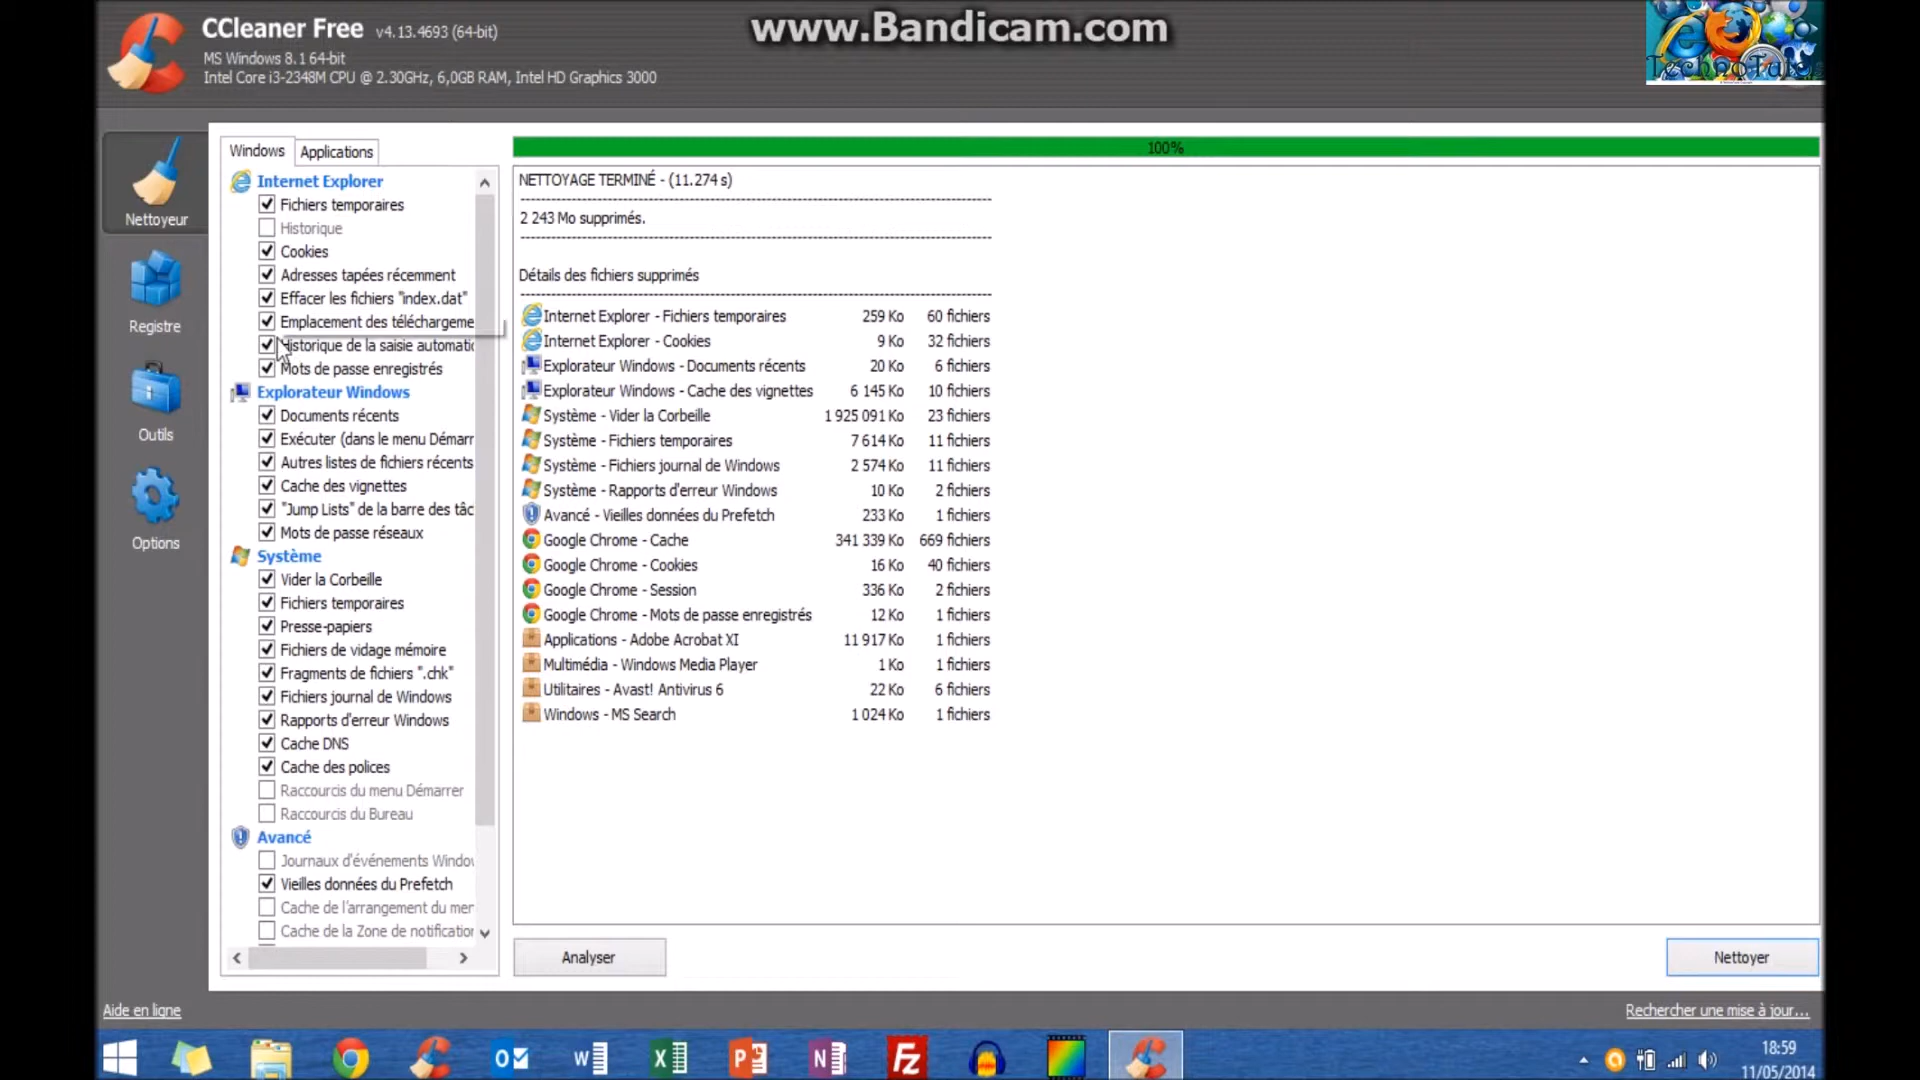 CCleaner Free v4.13.4693 (64-bit)
MS Windows 8.1 64-bit
Intel Core i3-2348M CPU @ 2.30GHz, 6,0GB RAM, Intel HD Graphics 3000
www.Bandicam.com
Nettoyeur
Registre
Outils
Options
Windows
Applications
Internet Explorer
Fichiers temporaires
Historique
Cookies
Adresses tapées récemment
Effacer les fichiers "index.dat"
Emplacement des téléchargeme
Historique de la saisie automatic
Mots de passe enregistrés
Explorateur Windows
Documents récents
Exécuter (dans le menu Démarr
Autres listes de fichiers récents
Cache des vignettes
"Jump Lists" de la barre des tâc
Mots de passe réseaux
Système
Vider la Corbeille
Fichiers temporaires
Presse-papiers
Fichiers de vidage mémoire
Fragments de fichiers ".chk"
Fichiers journal de Windows
Rapports d'erreur Windows
Cache DNS
Cache des polices
Raccourcis du menu Démarrer
Raccourcis du Bureau
Avancé
Journaux d'événements Windov
Vieilles données du Prefetch
Cache de l'arrangement du mer
Cache de la Zone de notification
100%
NETTOYAGE TERMINÉ - (11.274 s)
2 243 Mo supprimés.
Détails des fichiers supprimés
Internet Explorer - Fichiers temporaires 259 Ko 60 fichiers
Internet Explorer - Cookies 9 Ko 32 fichiers
Explorateur Windows - Documents récents 20 Ko 6 fichiers
Explorateur Windows - Cache des vignettes 6 145 Ko 10 fichiers
Système - Vider la Corbeille 1 925 091 Ko 23 fichiers
Système - Fichiers temporaires 7 614 Ko 11 fichiers
Système - Fichiers journal de Windows 2 574 Ko 11 fichiers
Système - Rapports d'erreur Windows 10 Ko 2 fichiers
Avancé - Vieilles données du Prefetch 233 Ko 1 fichiers
Google Chrome - Cache 341 339 Ko 669 fichiers
Google Chrome - Cookies 16 Ko 40 fichiers
Google Chrome - Session 336 Ko 2 fichiers
Google Chrome - Mots de passe enregistrés 12 Ko 1 fichiers
Applications - Adobe Acrobat XI 11 917 Ko 1 fichiers
Multimédia - Windows Media Player 1 Ko 1 fichiers
Utilitaires - Avast! Antivirus 6 22 Ko 6 fichiers
Windows - MS Search 1 024 Ko 1 fichiers
Analyser
Nettoyer
Aide en ligne
Rechercher une mise à jour...
18:59
11/05/2014